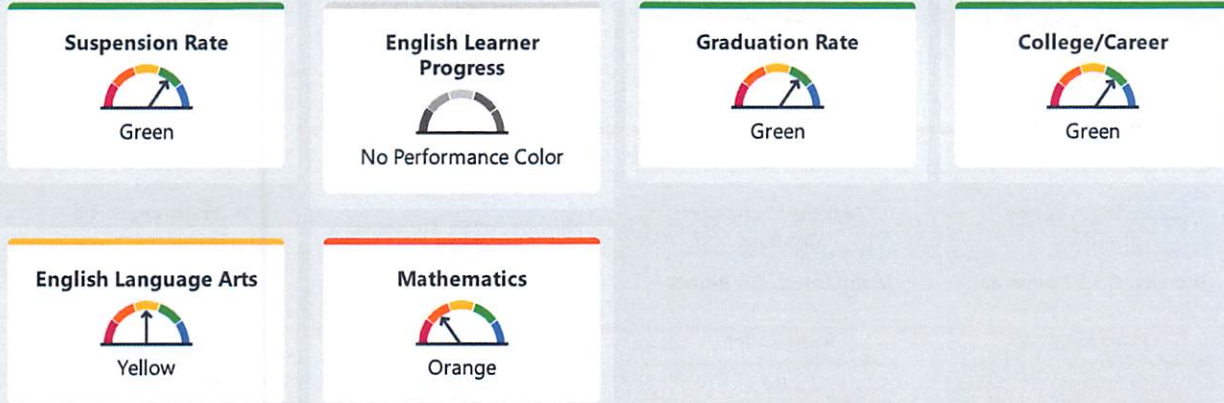 Suspension Rate
Green
English Learner
Progress
No Performance Color
Graduation Rate
Green
College/Career
Green
English Language Arts
Yellow
Mathematics
Orange